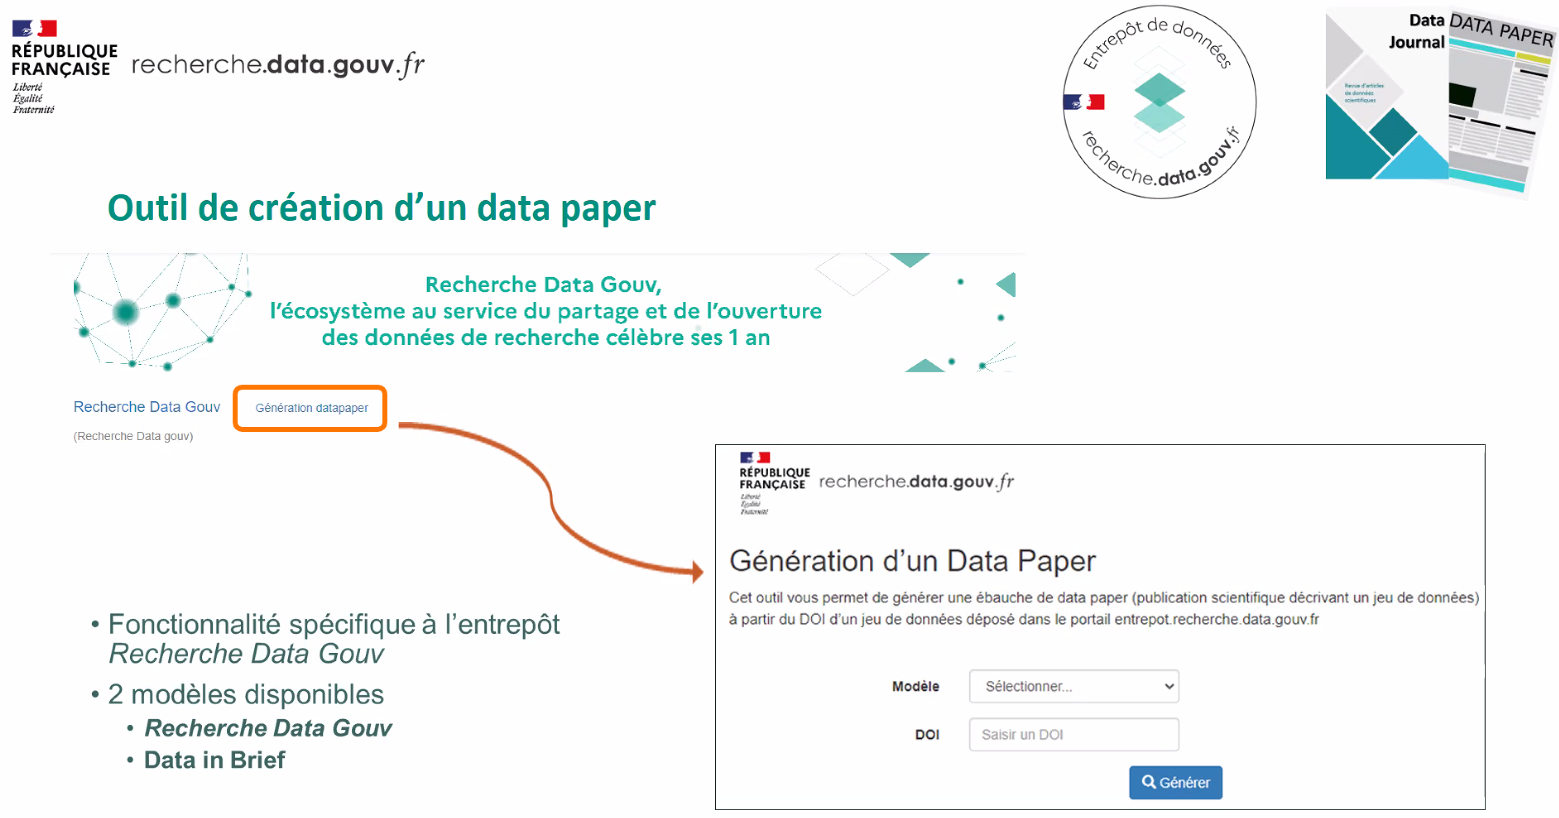 RÉPUBLIQUE
FRANÇAISE
Liberté
Égalité
Fraternité
recherche.data.gouv.fr
Entrepôt de données
recherche.data.gouv.fr
Data
Journal
Revue d'articles
de données
scientifiques
DATA PAPER
Outil de création d’un data paper
Recherche Data Gouv,
l’écosystème au service du partage et de l’ouverture
des données de recherche célèbre ses 1 an
Recherche Data Gouv
Génération datapaper
(Recherche Data gouv)
RÉPUBLIQUE
FRANÇAISE
Liberté
Égalité
Fraternité
recherche.data.gouv.fr
Génération d’un Data Paper
Cet outil vous permet de générer une ébauche de data paper (publication scientifique décrivant un jeu de données)
à partir du DOI d’un jeu de données déposé dans le portail entrepot.recherche.data.gouv.fr
Modèle
Sélectionner...
DOI
Saisir un DOI
Générer
• Fonctionnalité spécifique à l’entrepôt
Recherche Data Gouv
• 2 modèles disponibles
• Recherche Data Gouv
• Data in Brief